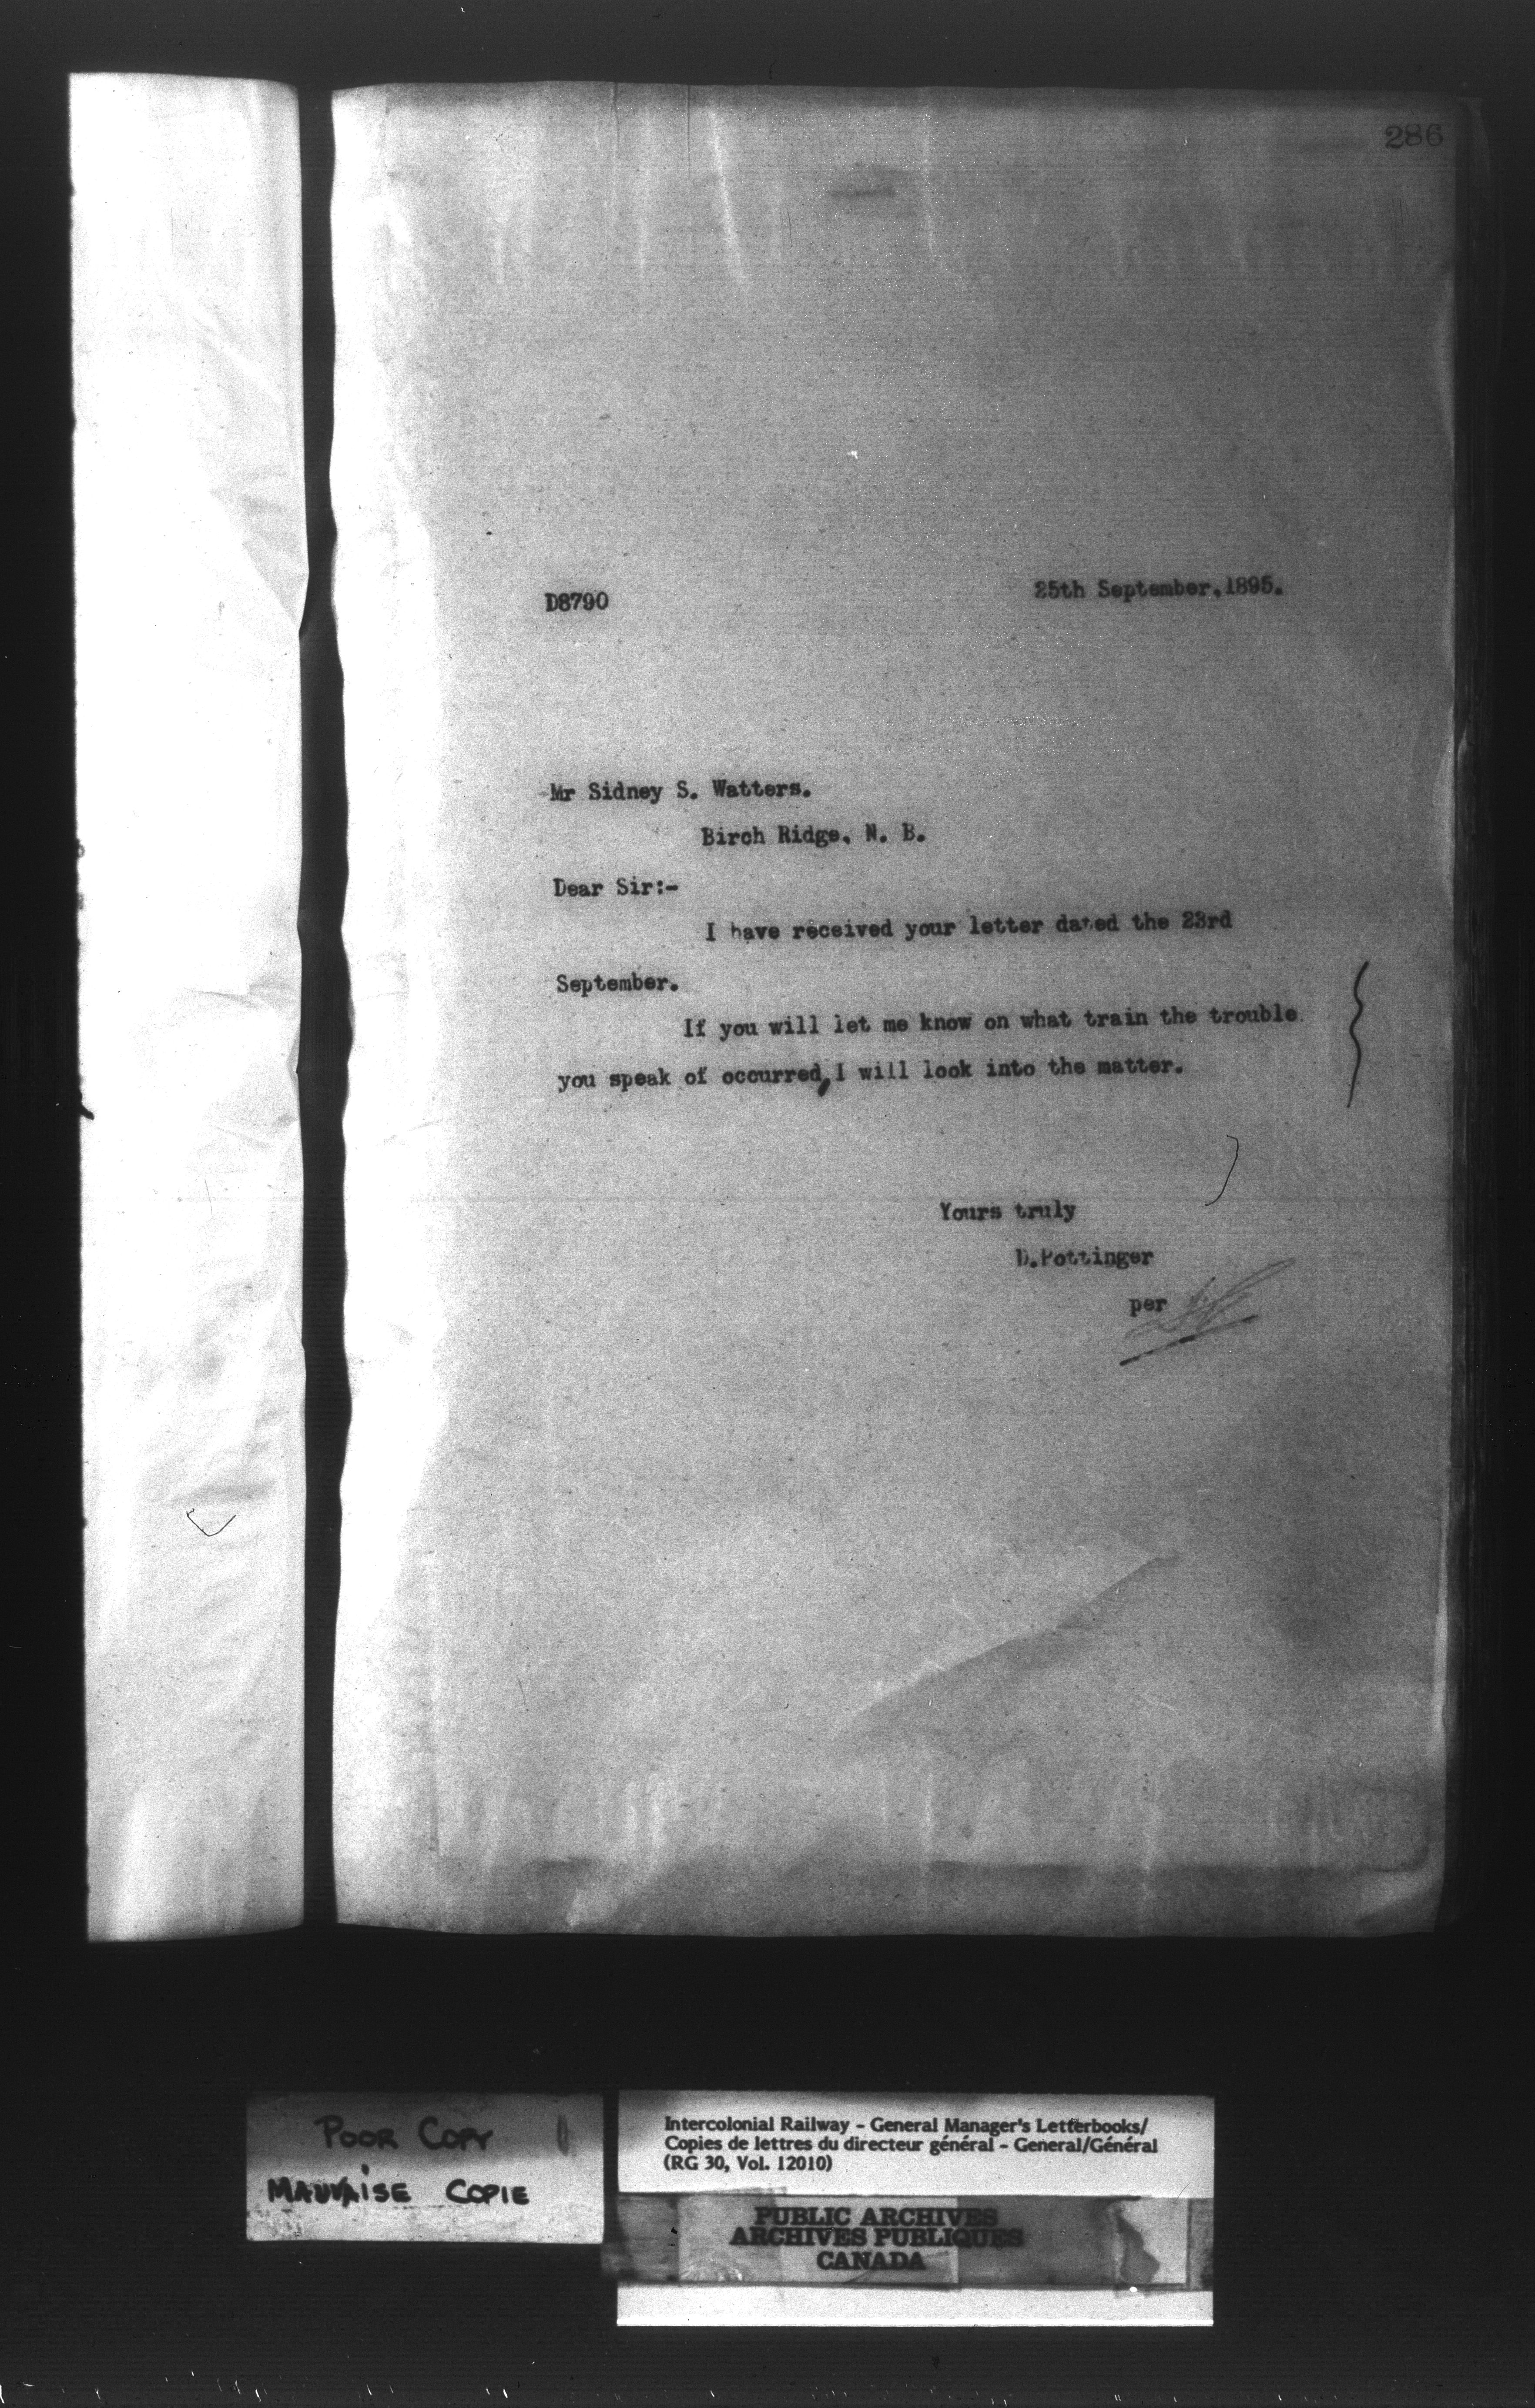 286
D8790 25th September, 1895.
Mr Sidney S. Watters.
Birch Ridge, N. B.
Dear Sir:-
I have received your letter dated the 23rd
September.
If you will let me know on what train the trouble
you speak of occurred, I will look into the matter.
Yours truly
D. Pottinger
per
POOR COPY
MAUVAISE COPIE
Intercolonial Railway - General Manager's Letterbooks/
Copies de lettres du directeur général - General/Général
(RG 30, Vol. 12010)
PUBLIC ARCHIVES
ARCHIVES PUBLIQUES
CANADA